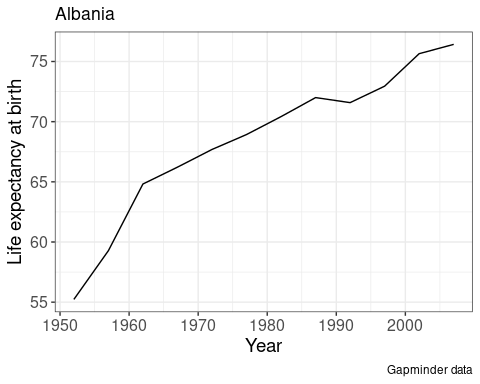 Albania
Life expectancy at birth
75
70
65
60
55
1950 1960 1970 1980 1990 2000
Year
Gapminder data